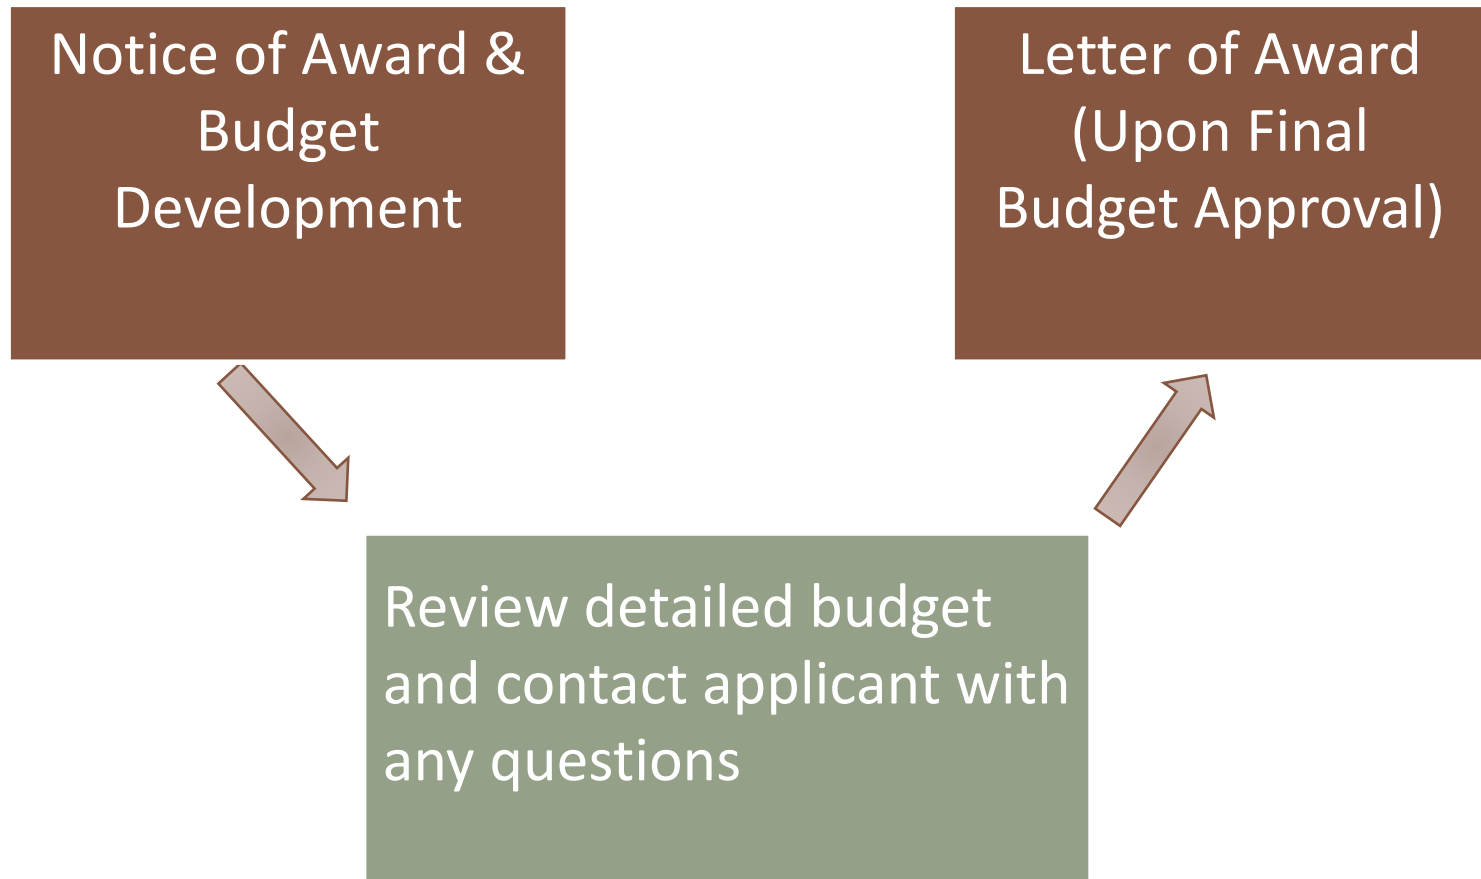 Notice of Award &
Budget
Development
Letter of Award
(Upon Final
Budget Approval)
Review detailed budget
and contact applicant with
any questions